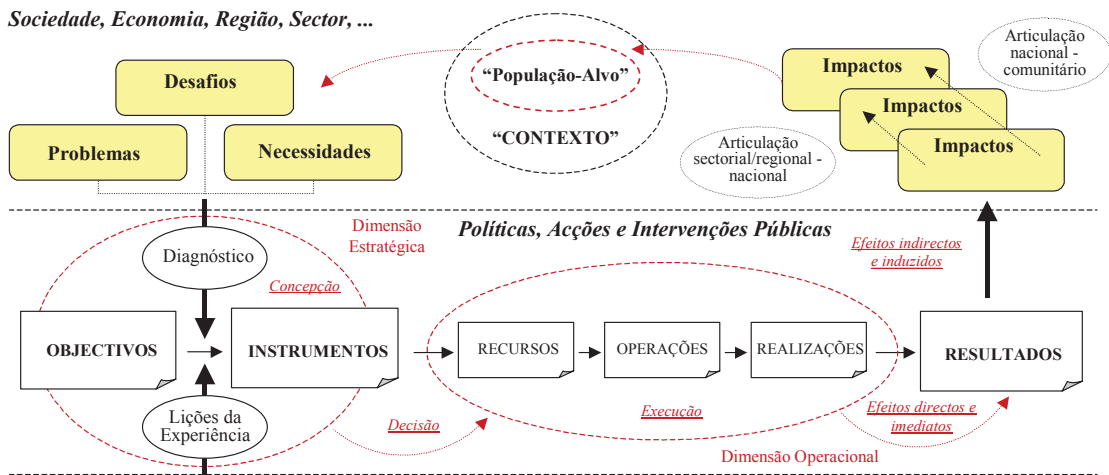 Sociedade, Economia, Região, Sector, ...
Desafios
Problemas
Necessidades
“População-Alvo”
“CONTEXTO”
Articulação
nacional -
comunitário
Impactos
Impactos
Impactos
Articulação
sectorial/regional -
nacional
Dimensão
Estratégica
Políticas, Acções e Intervenções Públicas
Efeitos indirectos
e induzidos
Diagnóstico
Concepção
OBJECTIVOS
INSTRUMENTOS
RECURSOS
OPERAÇÕES
REALIZAÇÕES
RESULTADOS
Lições da
Experiência
Decisão
Execução
Efeitos directos e
imediatos
Dimensão Operacional